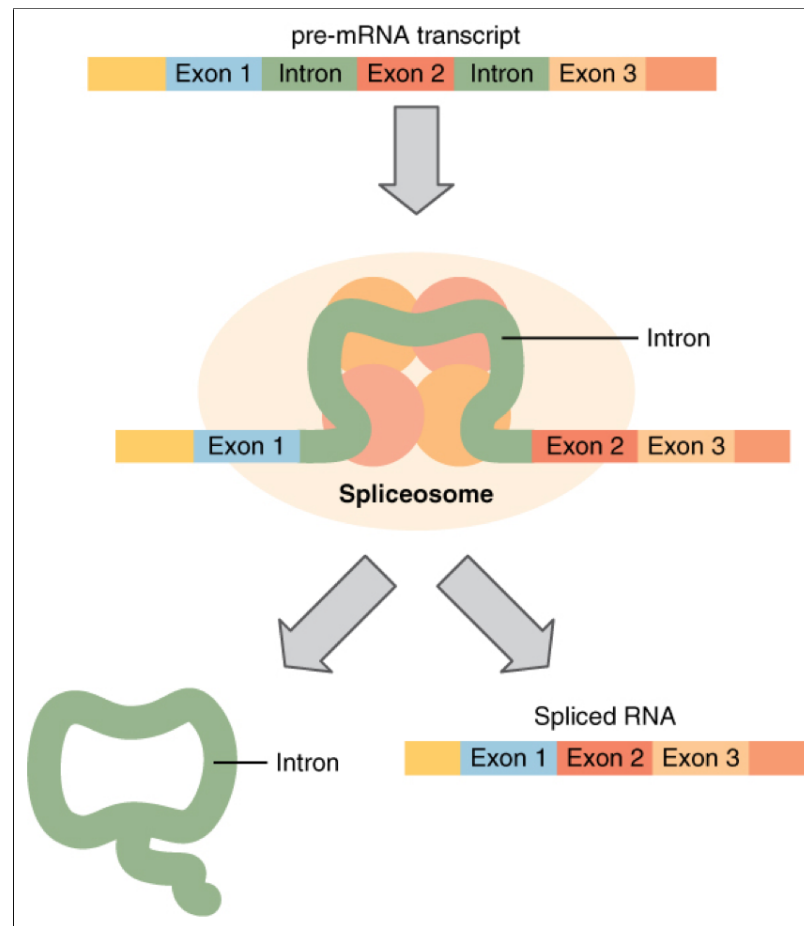 pre-mRNA transcript
Exon 1 Intron Exon 2 Intron Exon 3
Intron
Exon 1 Exon 2 Exon 3
Spliceosome
Spliced RNA
Exon 1 Exon 2 Exon 3
Intron